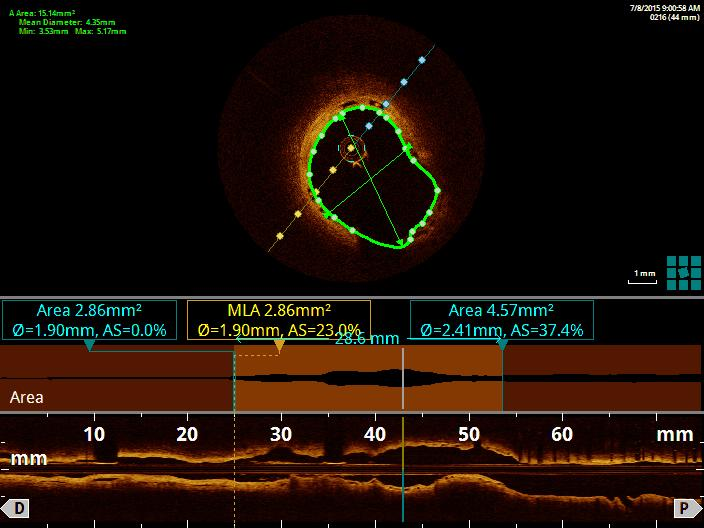 A Area: 15.14mm²
Mean Diameter: 4.35mm
Min: 3.53mm Max: 5.17mm
7/8/2015 9:00:58 AM
0216 (44 mm)
1 mm
Area 2.86mm²
Ø=1.90mm, AS=0.0%
MLA 2.86mm²
Ø=1.90mm, AS=23.0%
Area 4.57mm²
Ø=2.41mm, AS=37.4%
28.6 mm
Area
10 20 30 40 50 60 mm
mm
D P